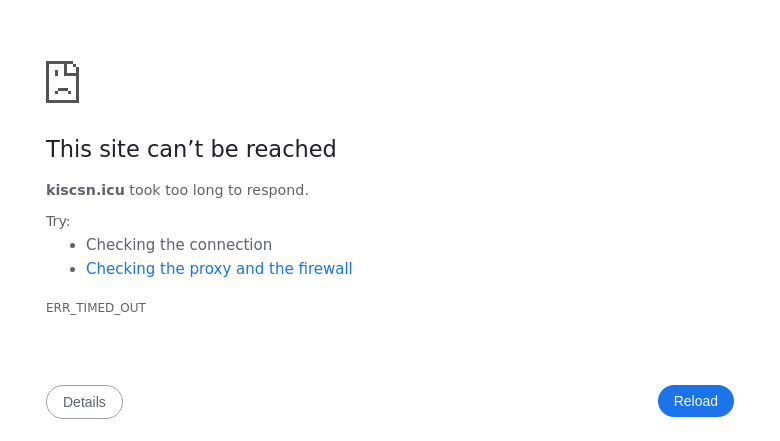 This site can’t be reached
kiscsn.icu took too long to respond.
Try:
Checking the connection
Checking the proxy and the firewall
ERR_TIMED_OUT
Details
Reload